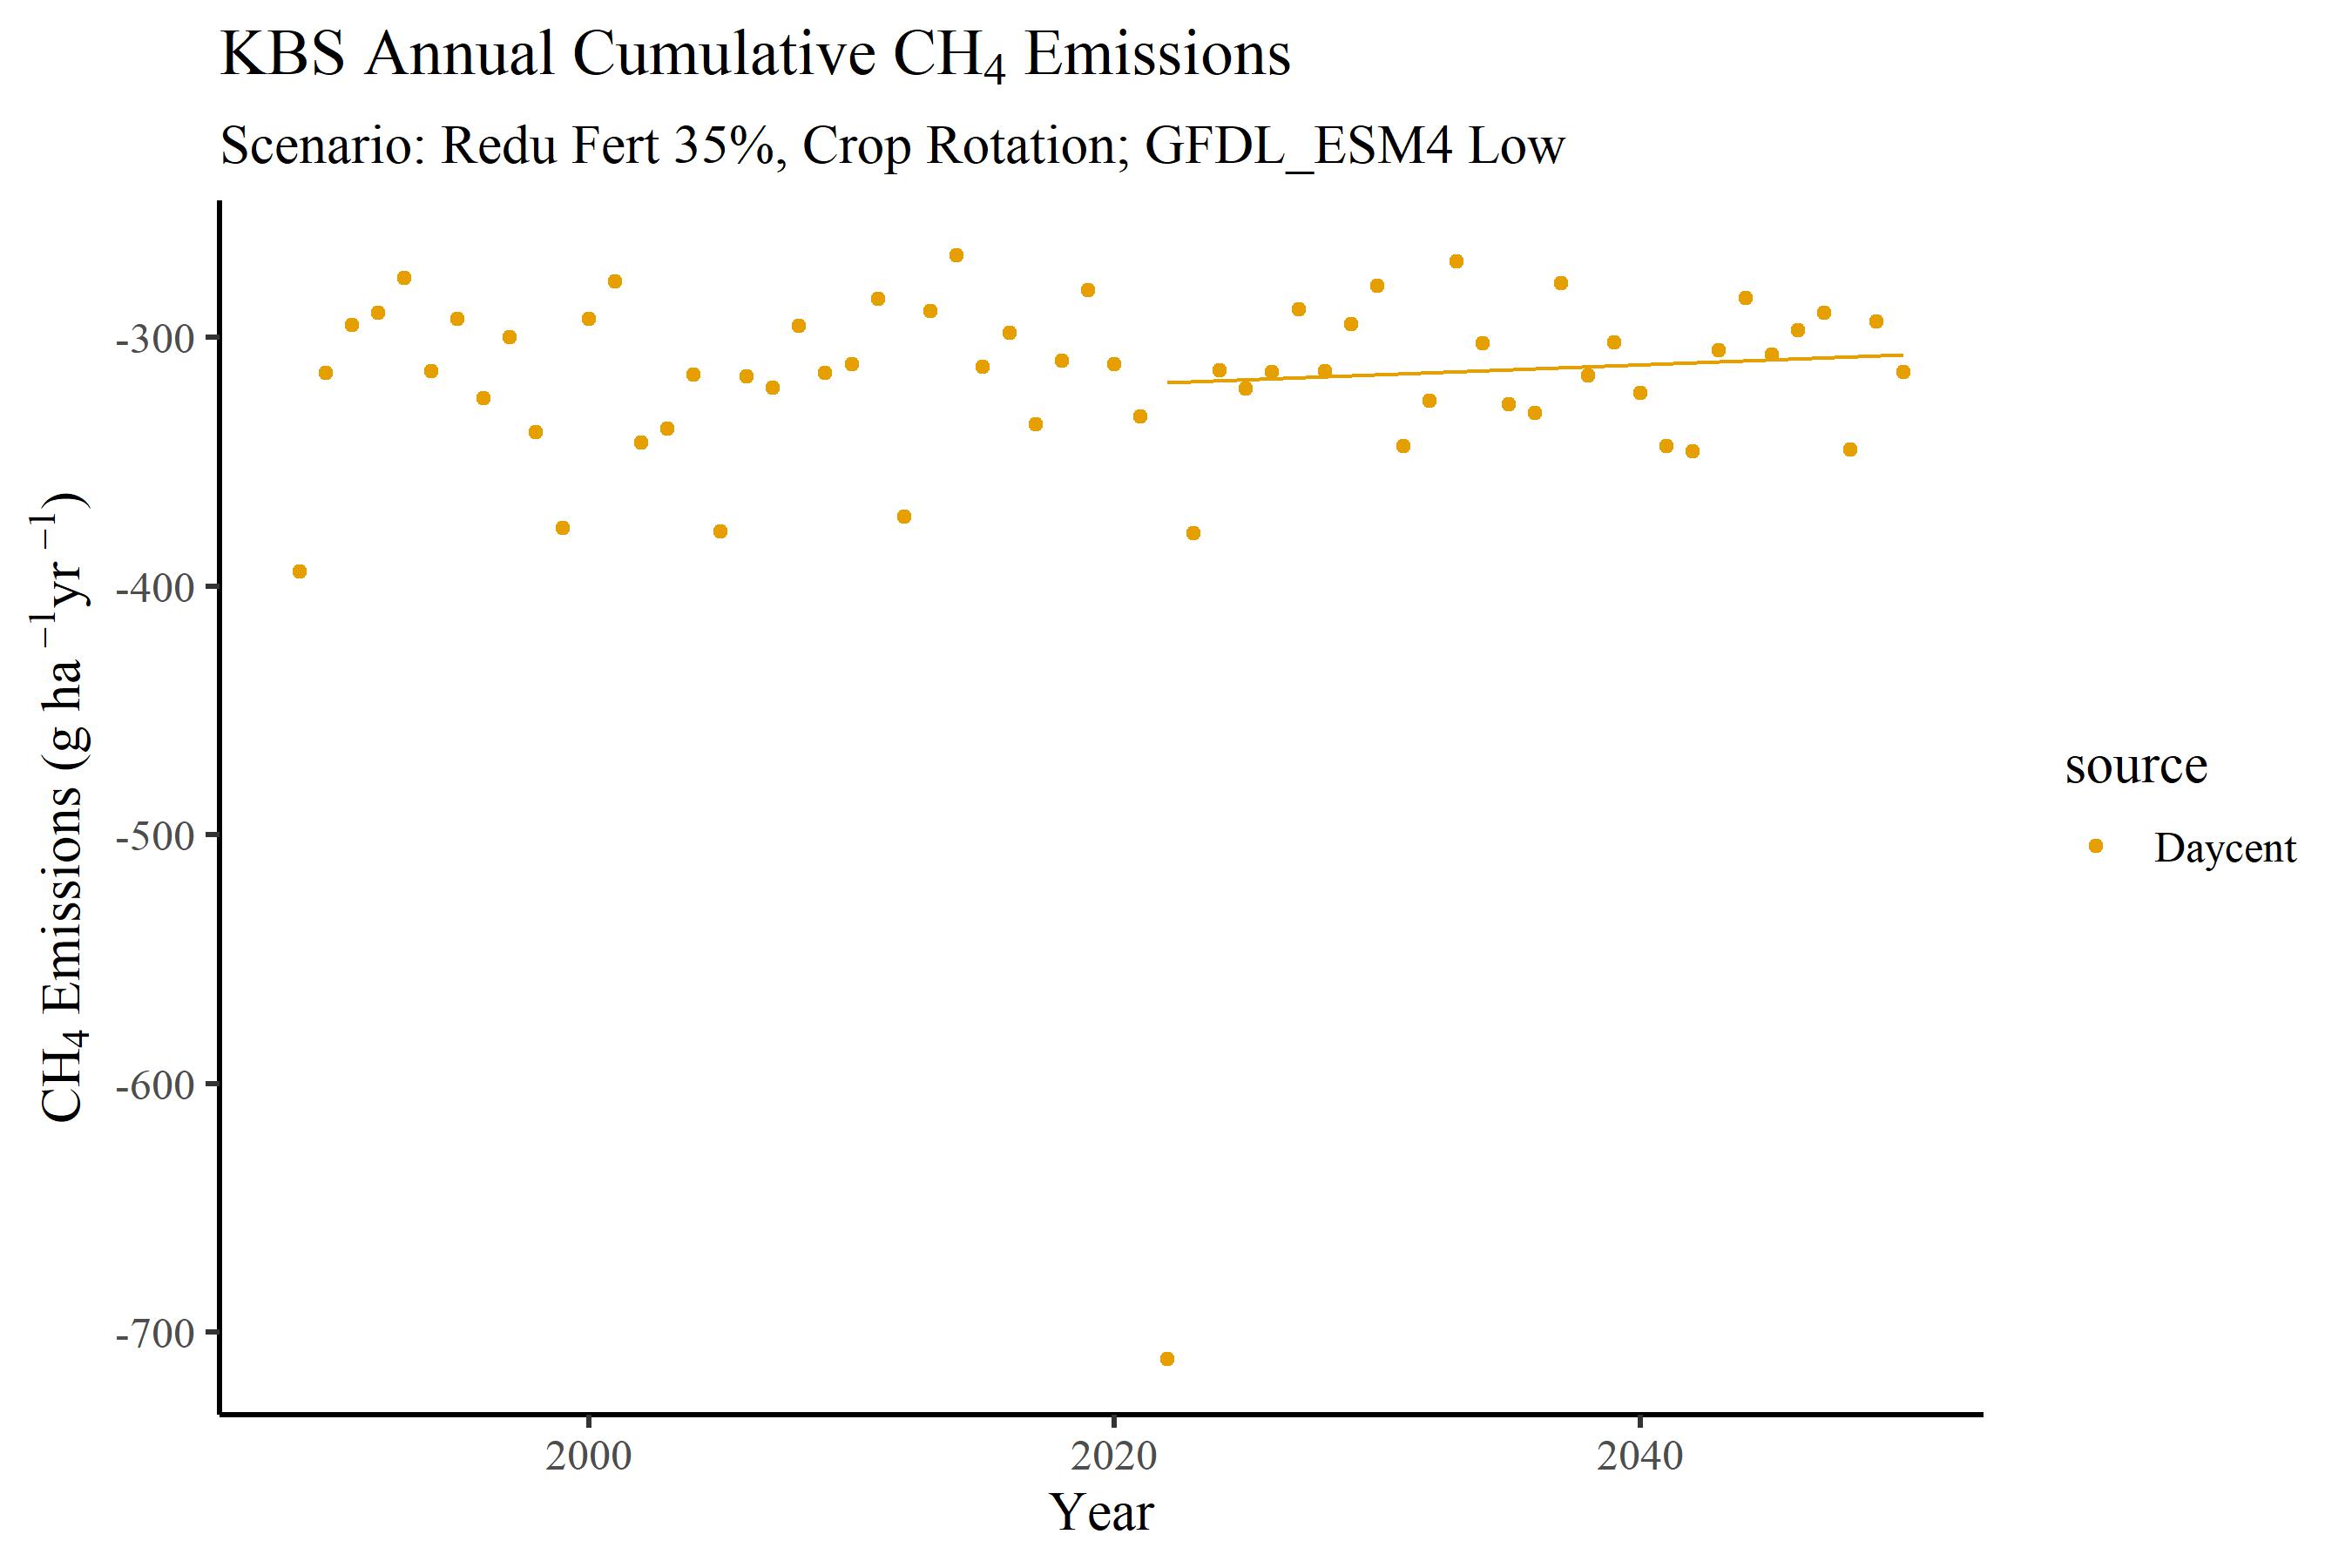 KBS Annual Cumulative CH₄ Emissions
Scenario: Redu Fert 35%, Crop Rotation; GFDL_ESM4 Low
CH₄ Emissions (g ha ⁻¹yr ⁻¹)
-300
-400
-500
-600
-700
2000 2020 2040
Year
source
Daycent